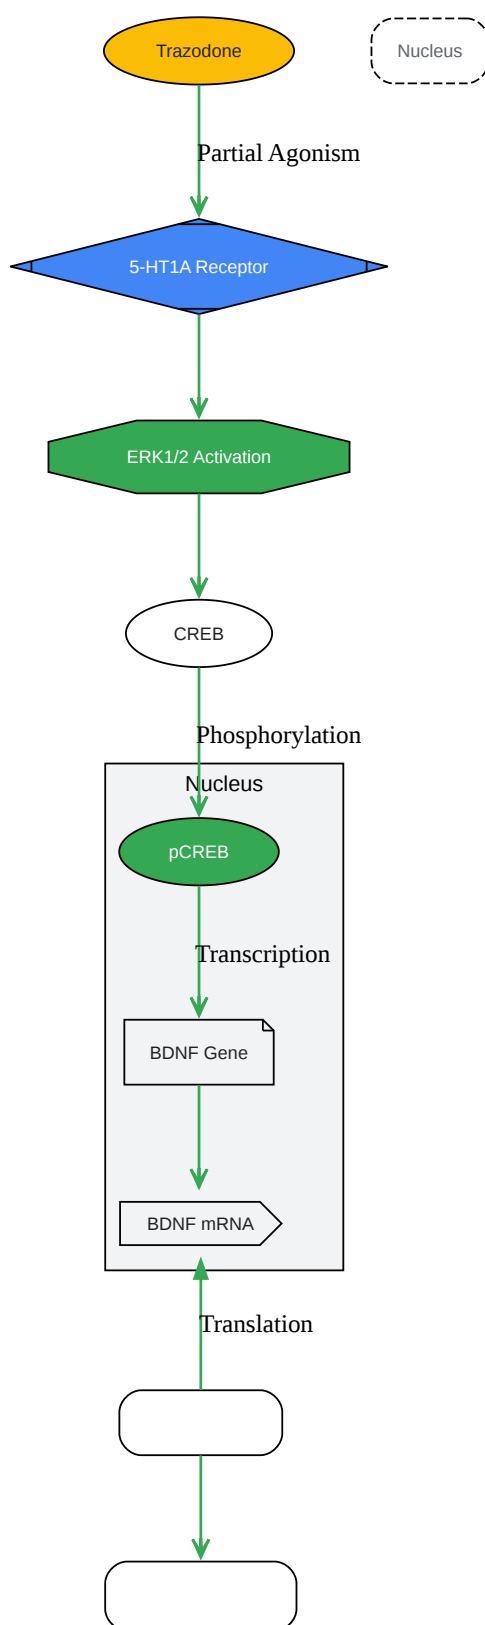 Trazodone
Nucleus
Partial Agonism
5-HT1A Receptor
ERK1/2 Activation
CREB
Phosphorylation
Nucleus
pCREB
Transcription
BDNF Gene
BDNF mRNA
Translation